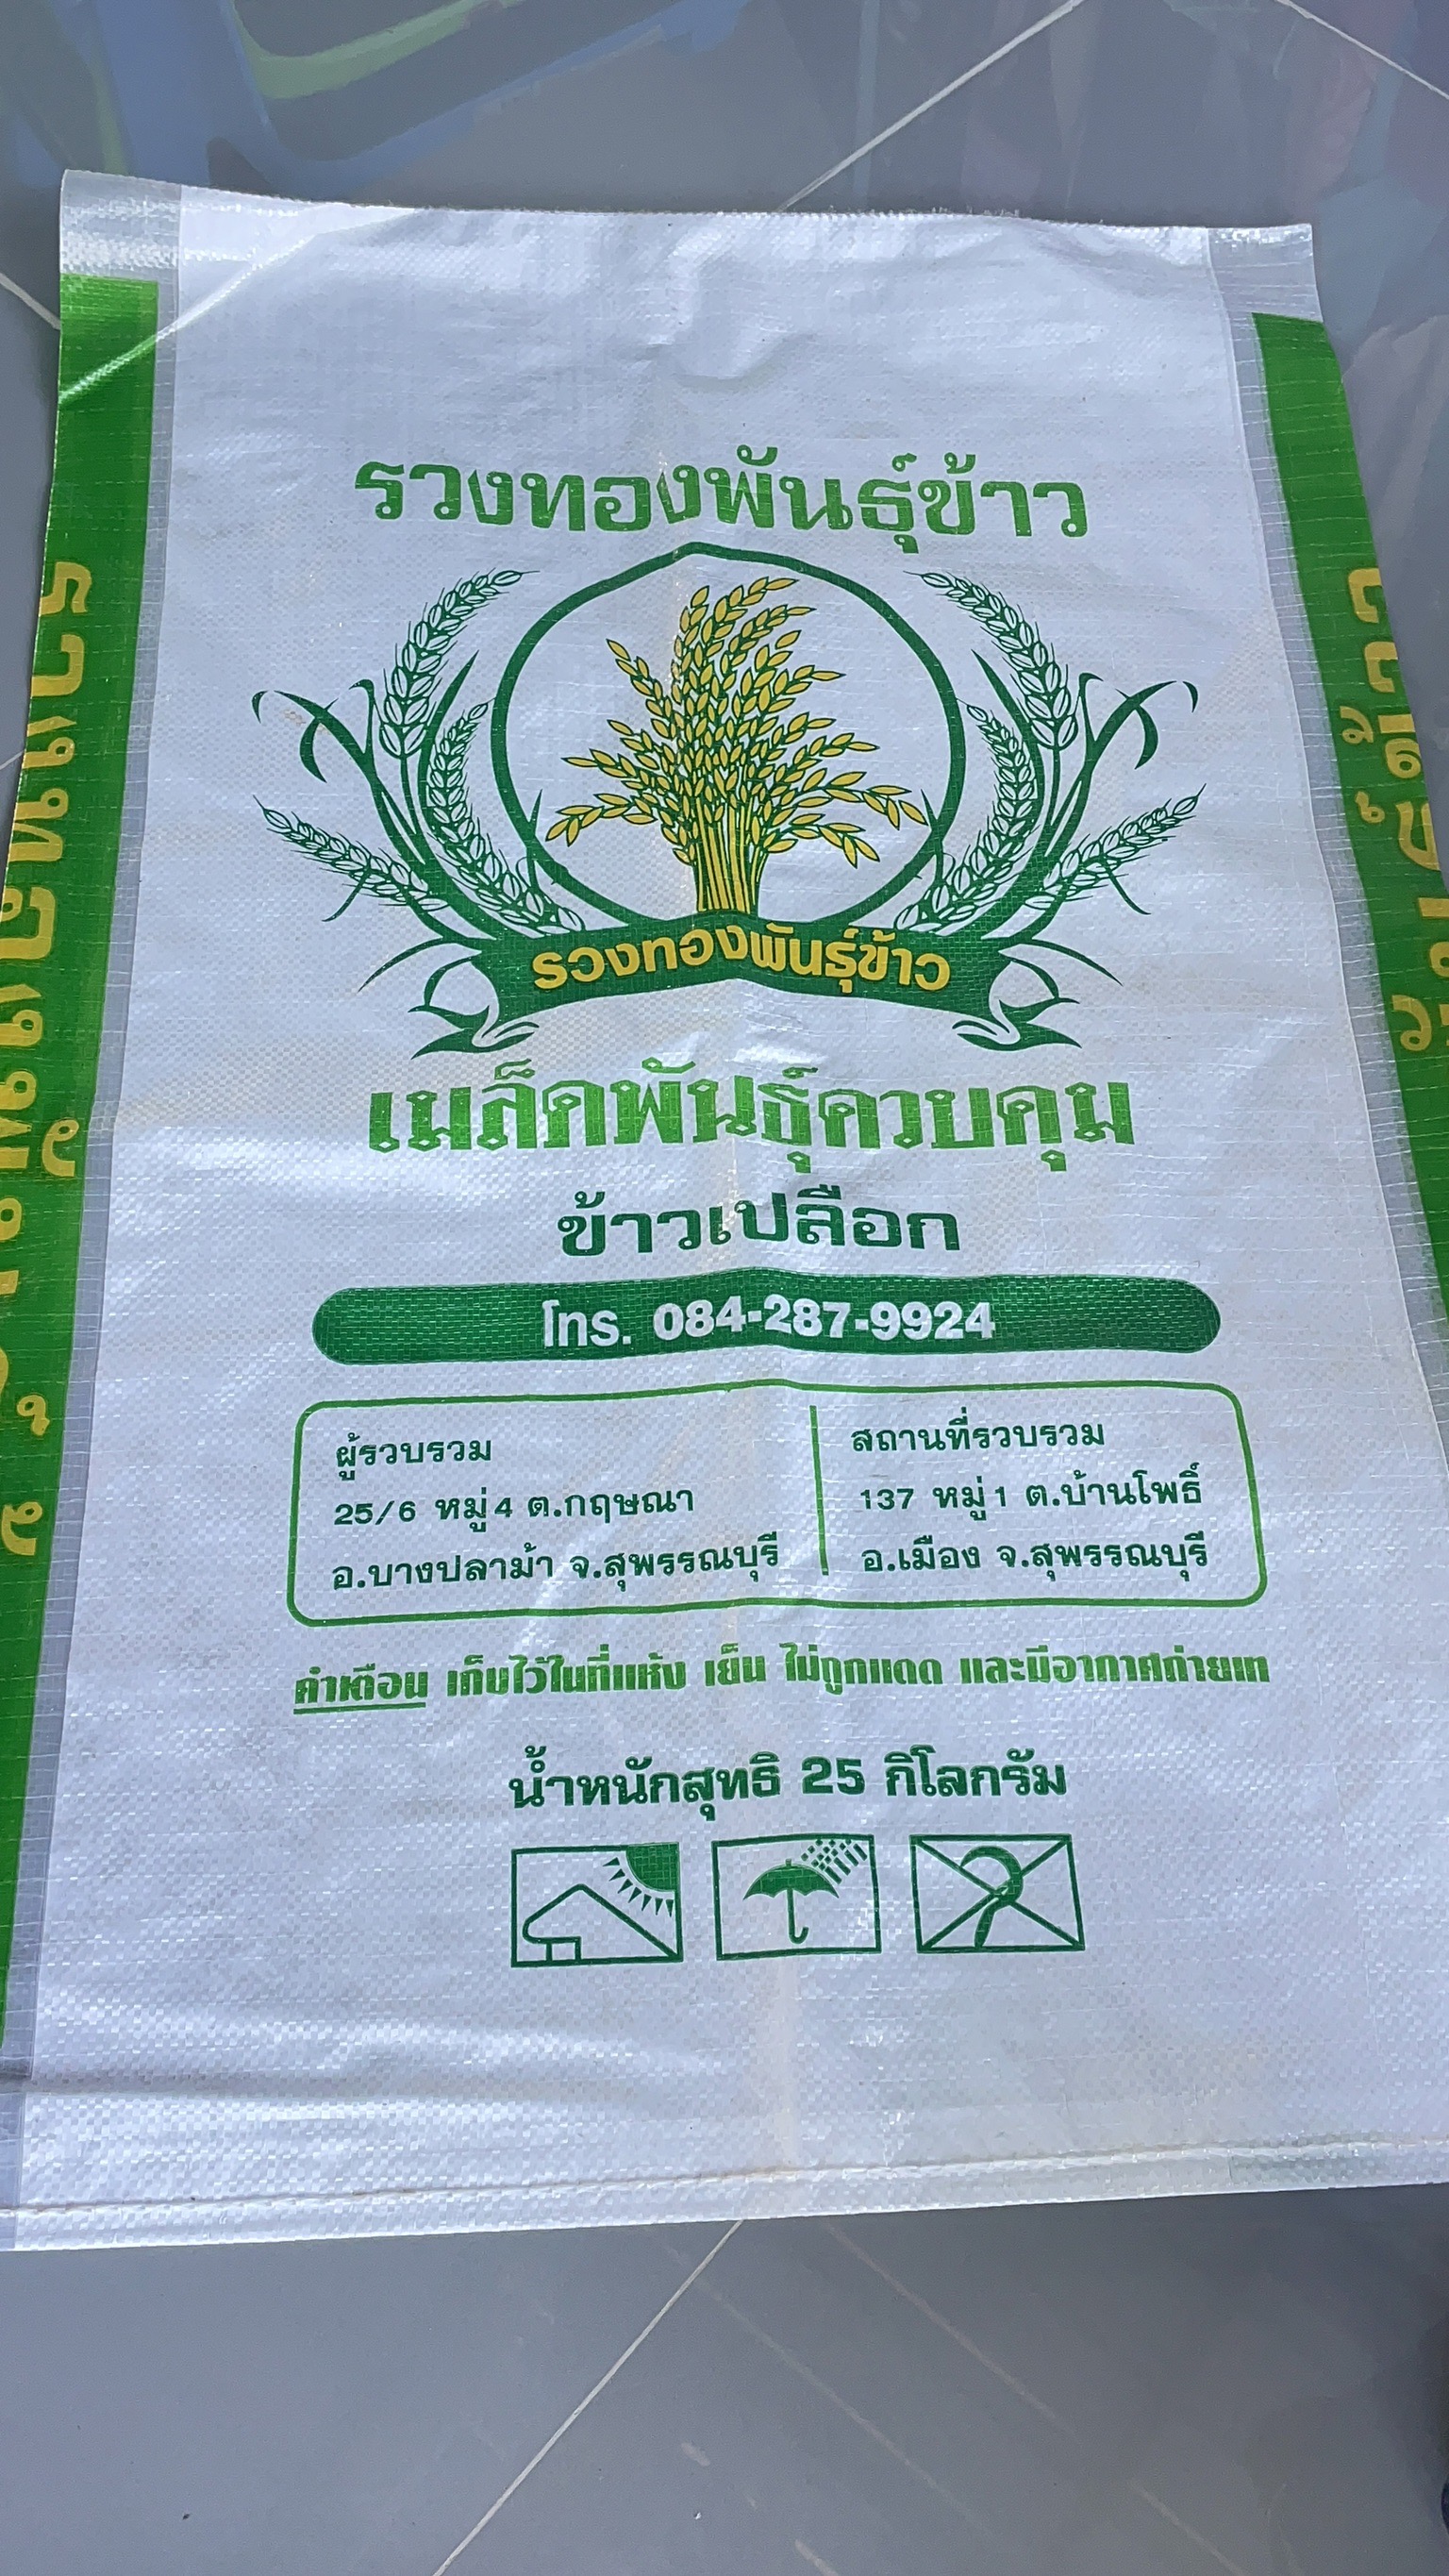 รวงทองพันธุ์ข้าว
รวงทองพันธุ์ข้าว
เมล็ดพันธุ์ควบคุม
ข้าวเปลือก
โทร. 084-287-9924
ผู้รวบรวม
25/6 หมู่ 4 ต.กฤษณา
อ.บางปลาม้า จ.สุพรรณบุรี
สถานที่รวบรวม
137 หมู่ 1 ต.บ้านโพธิ์
อ.เมือง จ.สุพรรณบุรี
คำเตือน เก็บไว้ในที่แห้ง เย็น ไม่ถูกแดด และมีอากาศถ่ายเท
น้ำหนักสุทธิ 25 กิโลกรัม